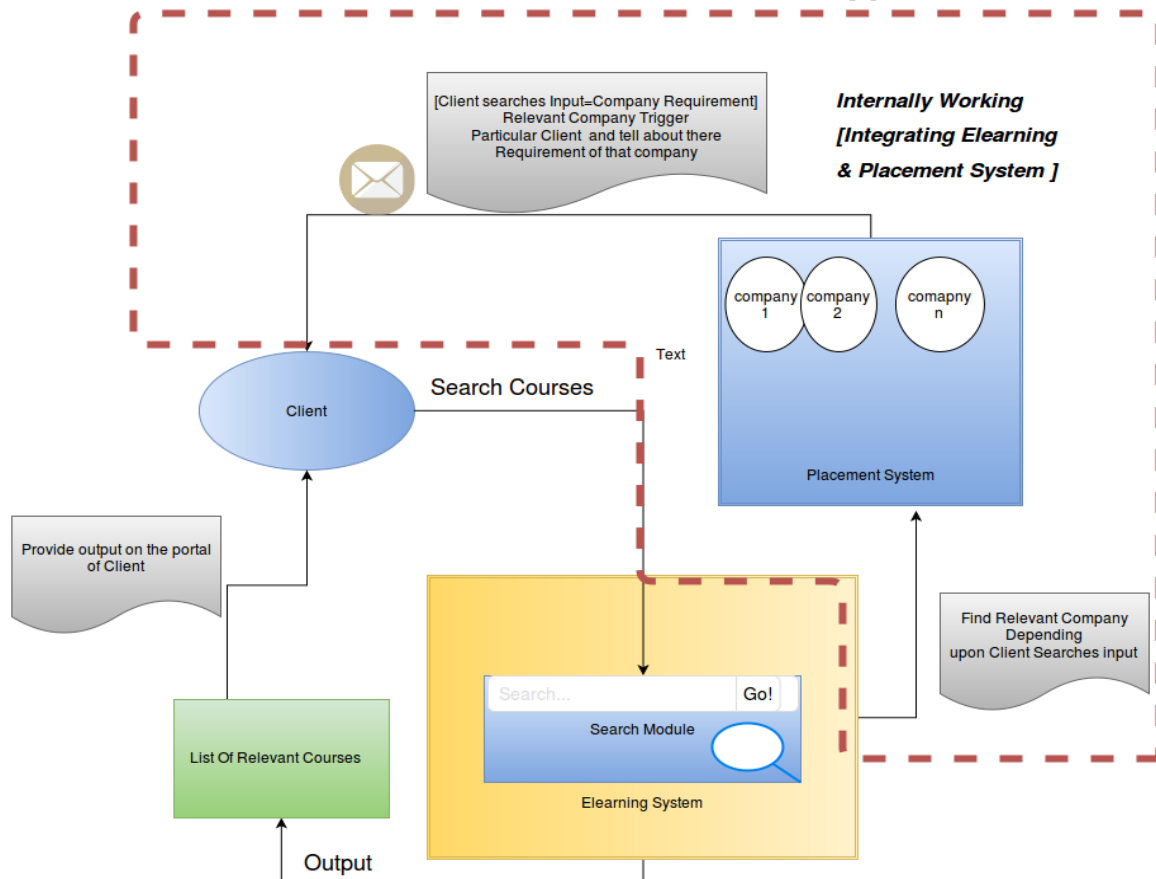 [Client searches Input=Company Requirement]
Relevant Company Trigger
Particular Client and tell about there
Requirement of that company
Internally Working
[Integrating Elearning
& Placement System ]
company
1
company
2
comapny
n
Text
Search Courses
Client
Placement System
Provide output on the portal
of Client
Find Relevant Company
Depending
upon Client Searches input
Search...
Go!
Search Module
List Of Relevant Courses
Elearning System
Output